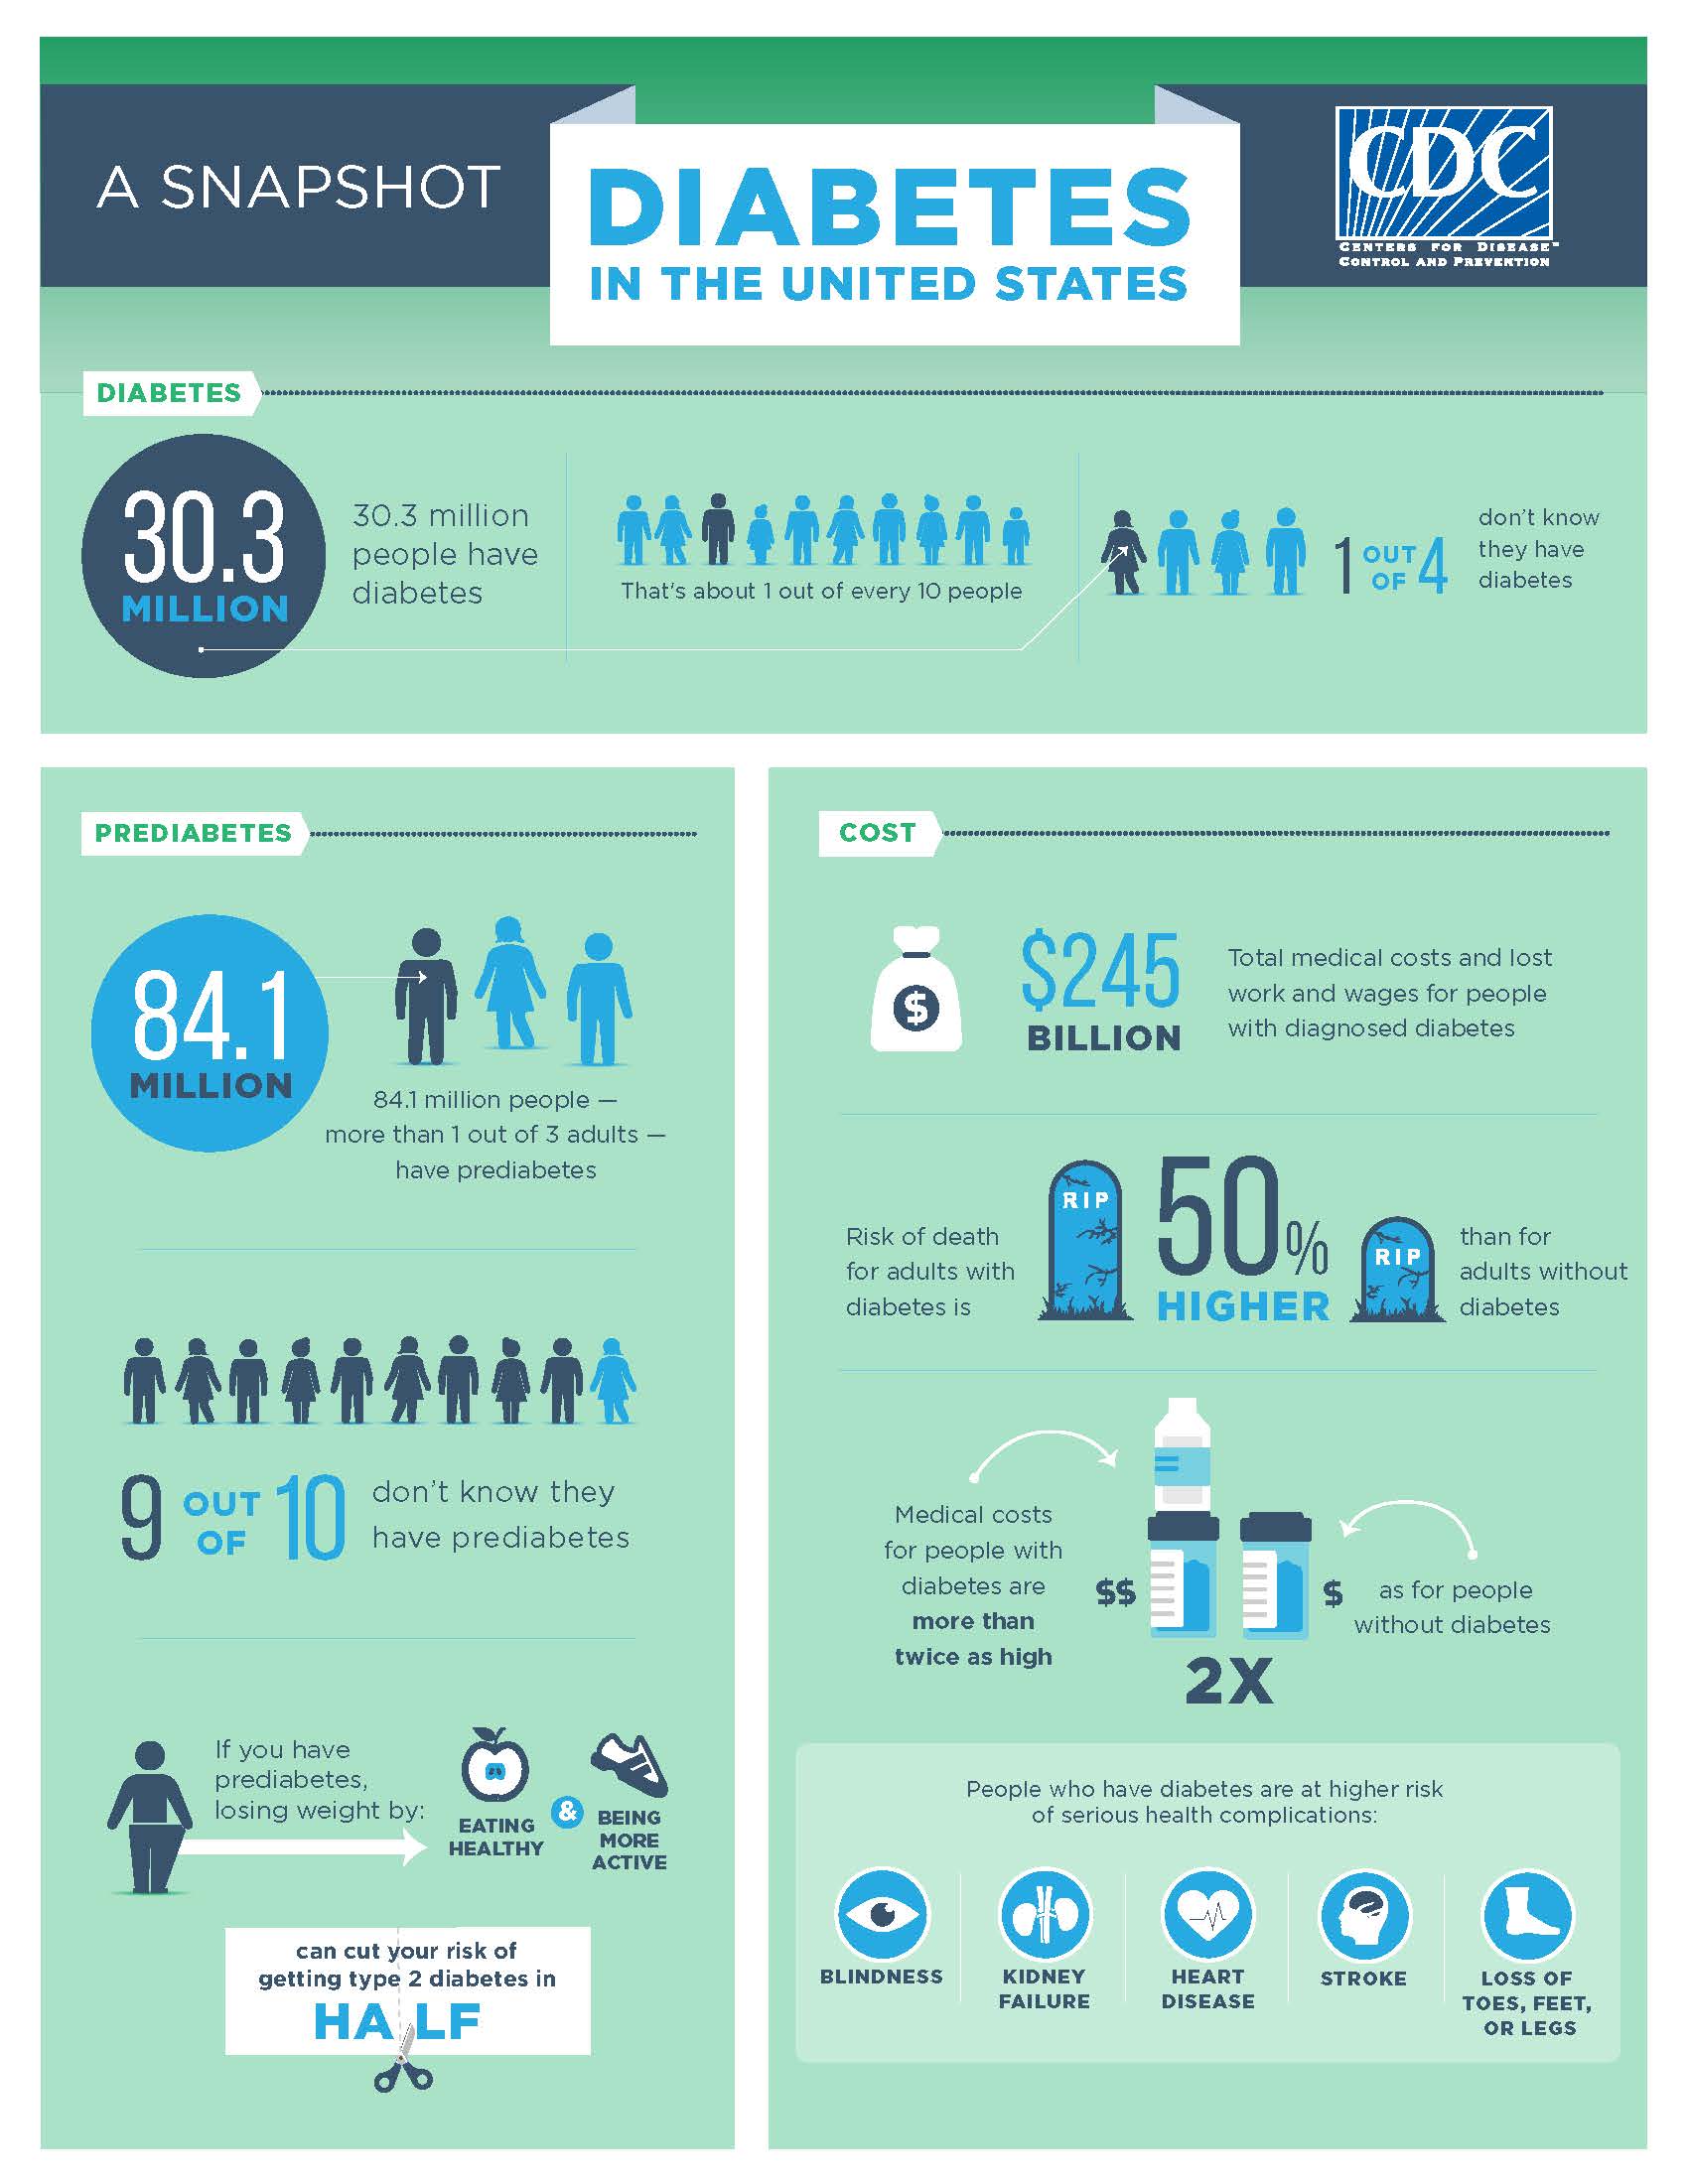 A SNAPSHOT
DIABETES
IN THE UNITED STATES
CDC
CENTERS FOR DISEASE™
CONTROL AND PREVENTION
DIABETES
30.3
MILLION
30.3 million
people have
diabetes
That's about 1 out of every 10 people
1 OUT OF 4
don't know
they have
diabetes
PREDIABETES
84.1
MILLION
84.1 million people —
more than 1 out of 3 adults —
have prediabetes
9 OUT OF 10
don't know they
have prediabetes
If you have
prediabetes,
losing weight by:
EATING
HEALTHY
&
BEING
MORE
ACTIVE
can cut your risk of
getting type 2 diabetes in
HALF
COST
$
$245
BILLION
Total medical costs and lost
work and wages for people
with diagnosed diabetes
Risk of death
for adults with
diabetes is
RIP
50%
HIGHER
RIP
than for
adults without
diabetes
Medical costs
for people with
diabetes are
more than
twice as high
$$
$
as for people
without diabetes
2X
People who have diabetes are at higher risk
of serious health complications:
BLINDNESS
KIDNEY
FAILURE
HEART
DISEASE
STROKE
LOSS OF
TOES, FEET,
OR LEGS